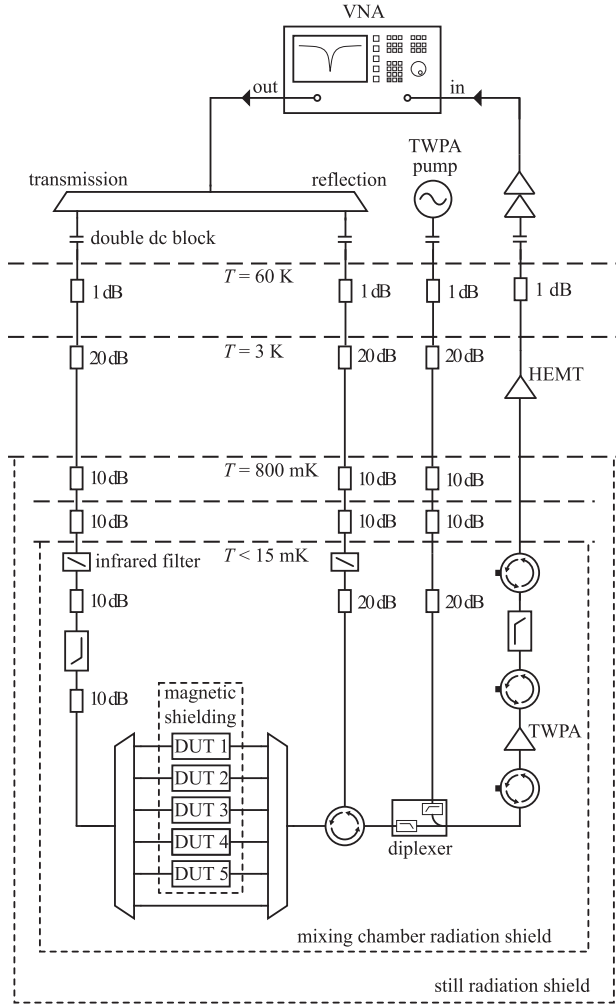 VNA
out
in
TWPA
pump
transmission
reflection
double dc block
T = 60 K
1 dB
1 dB
1 dB
1 dB
T = 3 K
20 dB
20 dB
20 dB
HEMT
T = 800 mK
10 dB
10 dB
10 dB
10 dB
10 dB
10 dB
T < 15 mK
infrared filter
10 dB
20 dB
20 dB
10 dB
magnetic
shielding
TWPA
DUT 1
DUT 2
DUT 3
DUT 4
DUT 5
diplexer
mixing chamber radiation shield
still radiation shield